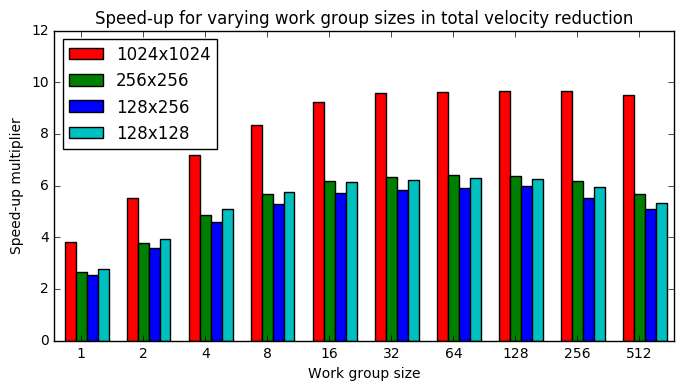 Speed-up for varying work group sizes in total velocity reduction
12
10
8
6
4
2
0
Speed-up multiplier
1024x1024
256x256
128x256
128x128
1 2 4 8 16 32 64 128 256 512
Work group size